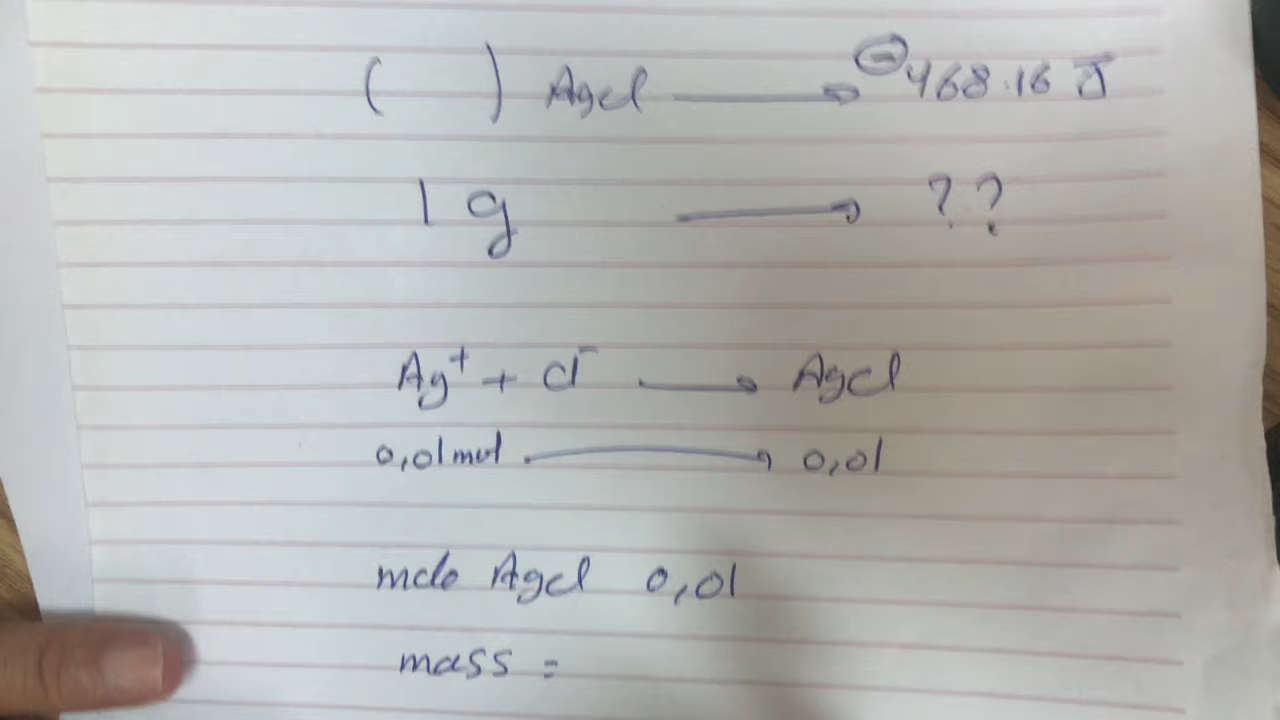 ( ) Agcl → ⊖468.16 J
1 g → ??
Ag⁺ + cl⁻ → Agcl
0,01 mol → 0,01
mole Agcl 0,01
mass =